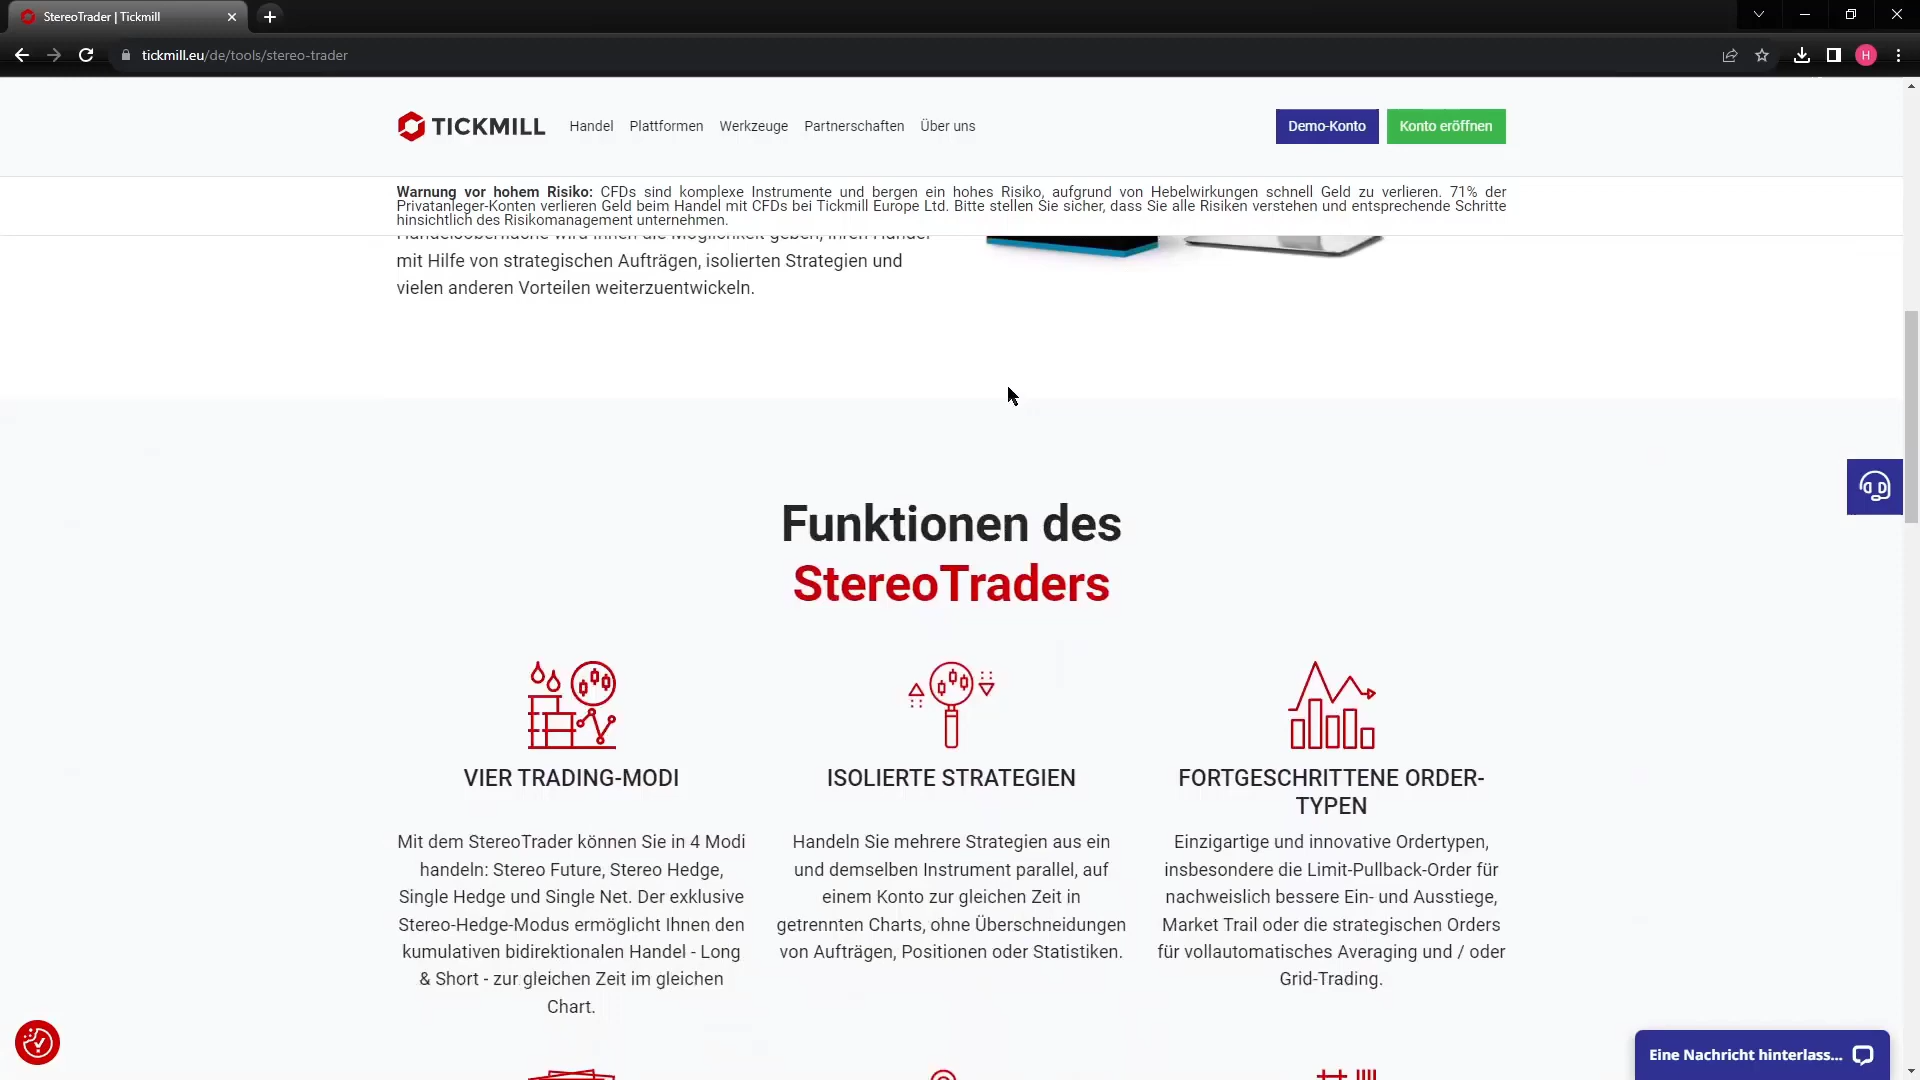 StereoTrader | Tickmill
tickmill.eu/de/tools/stereo-trader
H
TICKMILL
Handel
Plattformen
Werkzeuge
Partnerschaften
Über uns
Demo-Konto
Konto eröffnen
Warnung vor hohem Risiko: CFDs sind komplexe Instrumente und bergen ein hohes Risiko, aufgrund von Hebelwirkungen schnell Geld zu verlieren. 71% der
Privatanleger-Konten verlieren Geld beim Handel mit CFDs bei Tickmill Europe Ltd. Bitte stellen Sie sicher, dass Sie alle Risiken verstehen und entsprechende Schritte
hinsichtlich des Risikomanagement unternehmen.
Handelsoberfläche wird Ihnen die Möglichkeit geben, Ihren Handel
mit Hilfe von strategischen Aufträgen, isolierten Strategien und
vielen anderen Vorteilen weiterzuentwickeln.
Funktionen des
StereoTraders
VIER TRADING-MODI
Mit dem StereoTrader können Sie in 4 Modi
handeln: Stereo Future, Stereo Hedge,
Single Hedge und Single Net. Der exklusive
Stereo-Hedge-Modus ermöglicht Ihnen den
kumulativen bidirektionalen Handel - Long
& Short - zur gleichen Zeit im gleichen
Chart.
ISOLIERTE STRATEGIEN
Handeln Sie mehrere Strategien aus ein
und demselben Instrument parallel, auf
einem Konto zur gleichen Zeit in
getrennten Charts, ohne Überschneidungen
von Aufträgen, Positionen oder Statistiken.
FORTGESCHRITTENE ORDER-
TYPEN
Einzigartige und innovative Ordertypen,
insbesondere die Limit-Pullback-Order für
nachweislich bessere Ein- und Ausstiege,
Market Trail oder die strategischen Orders
für vollautomatisches Averaging und / oder
Grid-Trading.
Eine Nachricht hinterlass...